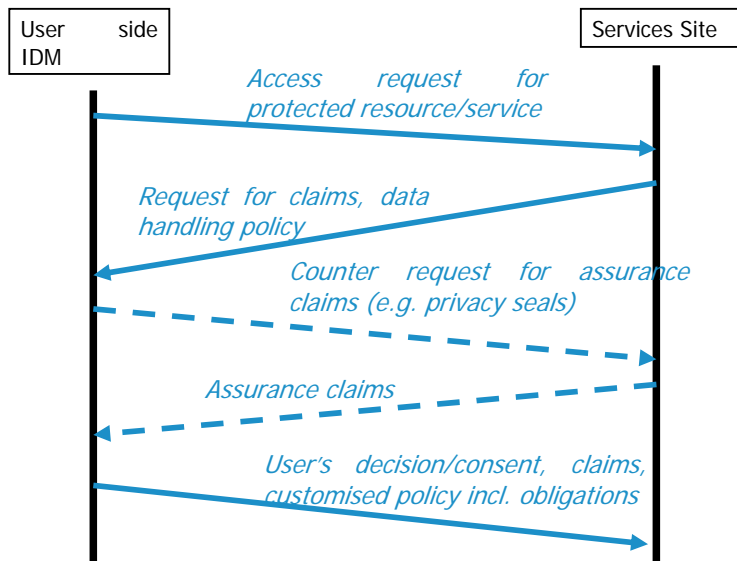 User side
IDM
Services Site
Access request for
protected resource/service
Request for claims, data
handling policy
Counter request for assurance
claims (e.g. privacy seals)
Assurance claims
User's decision/consent, claims,
customised policy incl. obligations